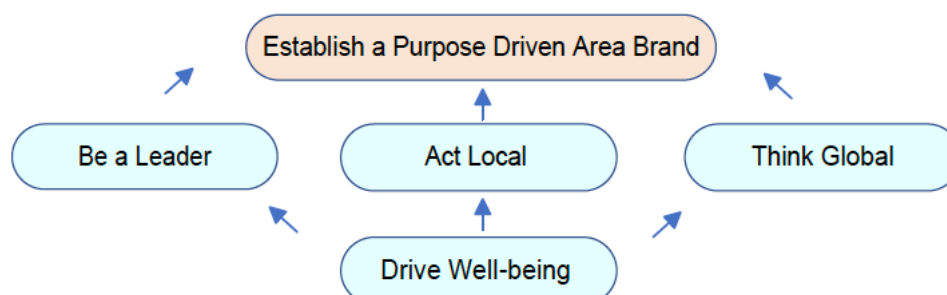 Establish a Purpose Driven Area Brand
Be a Leader
Act Local
Think Global
Drive Well-being